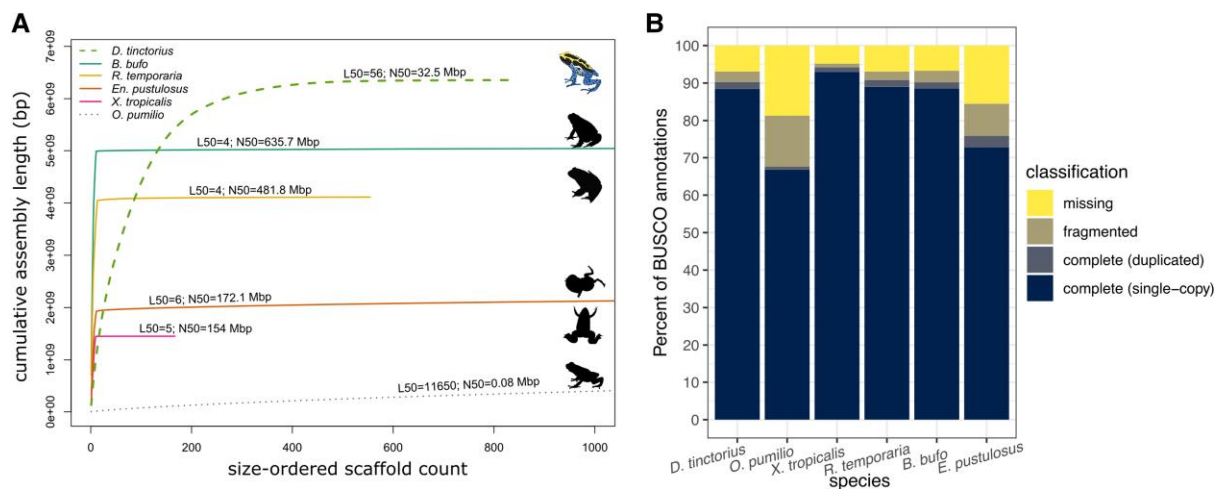 A
cumulative assembly length (bp)
7e+09
6e+09
5e+09
4e+09
3e+09
2e+09
1e+09
0e+00
D. tinctorius
B. bufo
R. temporaria
En. pustulosus
X. tropicalis
O. pumilio
L50=56; N50=32.5 Mbp
L50=4; N50=635.7 Mbp
L50=4; N50=481.8 Mbp
L50=6; N50=172.1 Mbp
L50=5; N50=154 Mbp
L50=11650; N50=0.08 Mbp
0 200 400 600 800 1000
size-ordered scaffold count
B
Percent of BUSCO annotations
100
90
80
70
60
50
40
30
20
10
0
D. tinctorius O. pumilio X. tropicalis R. temporaria B. bufo E. pustulosus
species
classification
missing
fragmented
complete (duplicated)
complete (single−copy)